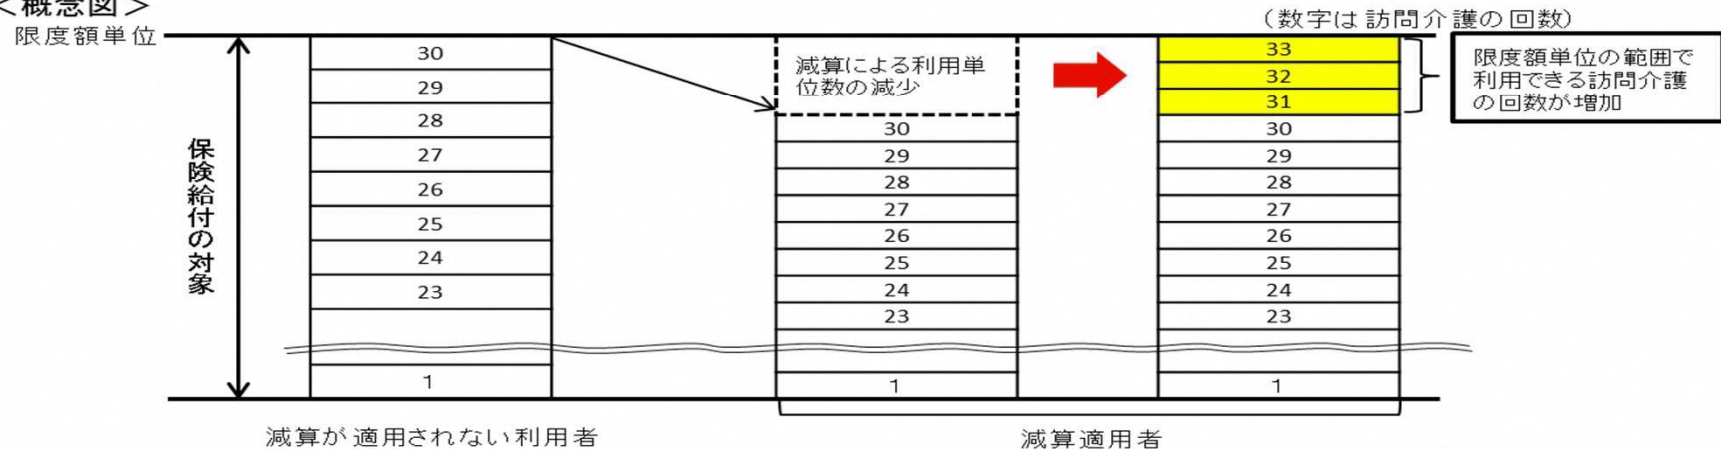 <概念図>
(数字は訪問介護の回数)
限度額単位
保険給付の対象
30
29
28
27
26
25
24
23
1
減算による利用単
位数の減少
30
29
28
27
26
25
24
23
1
33
32
31
30
29
28
27
26
25
24
23
1
限度額単位の範囲で
利用できる訪問介護
の回数が増加
減算が適用されない利用者
減算適用者